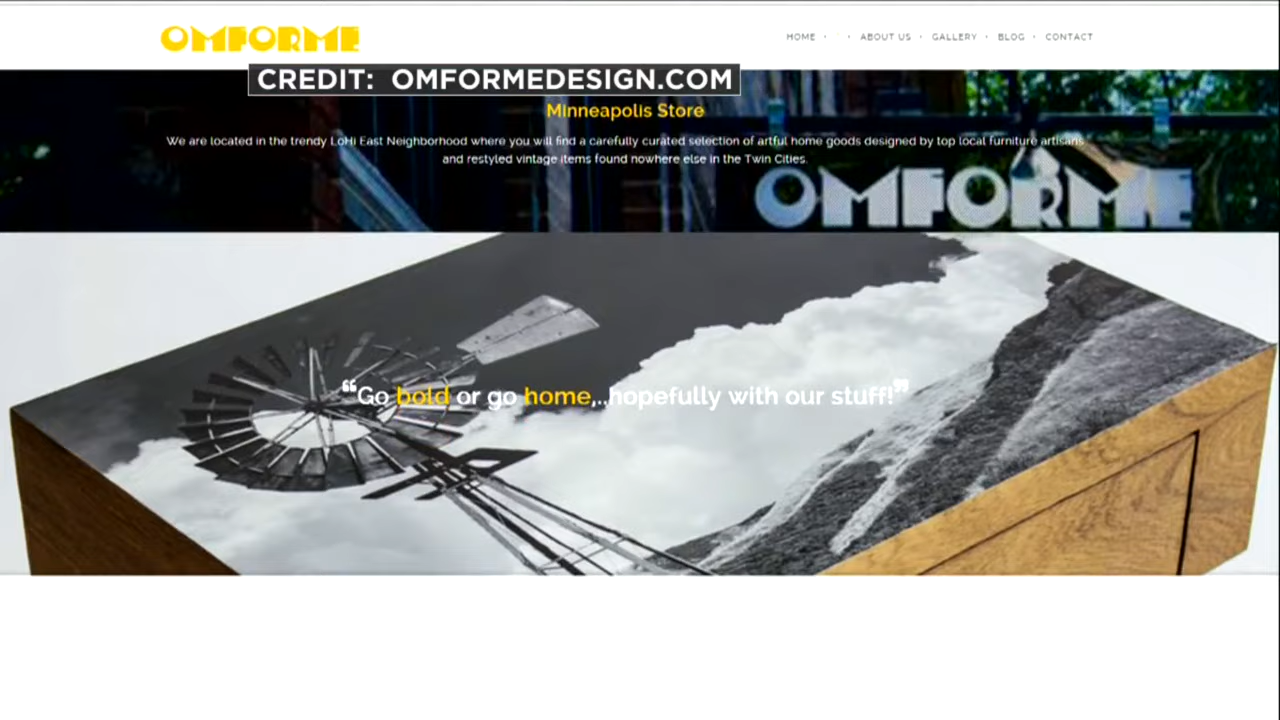 OMFORME
HOME · · ABOUT US · GALLERY · BLOG · CONTACT
CREDIT: OMFORMEDESIGN.COM
Minneapolis Store
We are located in the trendy LoHi East Neighborhood where you will find a carefully curated selection of artful home goods designed by top local furniture artisans
and restyled vintage items found nowhere else in the Twin Cities.
OMFORME
“Go bold or go home,..hopefully with our stuff!”